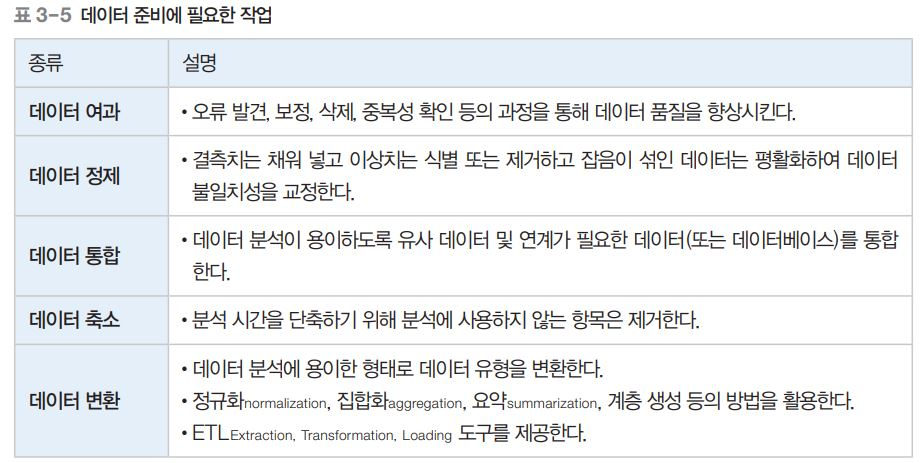 표 3-5 데이터 준비에 필요한 작업
종류 설명
데이터 여과 • 오류 발견, 보정, 삭제, 중복성 확인 등의 과정을 통해 데이터 품질을 향상시킨다.
데이터 정제 • 결측치는 채워 넣고 이상치는 식별 또는 제거하고 잡음이 섞인 데이터는 평활화하여 데이터
불일치성을 교정한다.
데이터 통합 • 데이터 분석이 용이하도록 유사 데이터 및 연계가 필요한 데이터(또는 데이터베이스)를 통합
한다.
데이터 축소 • 분석 시간을 단축하기 위해 분석에 사용하지 않는 항목은 제거한다.
데이터 변환 • 데이터 분석에 용이한 형태로 데이터 유형을 변환한다.
• 정규화normalization, 집합화aggregation, 요약summarization, 계층 생성 등의 방법을 활용한다.
• ETLExtraction, Transformation, Loading 도구를 제공한다.